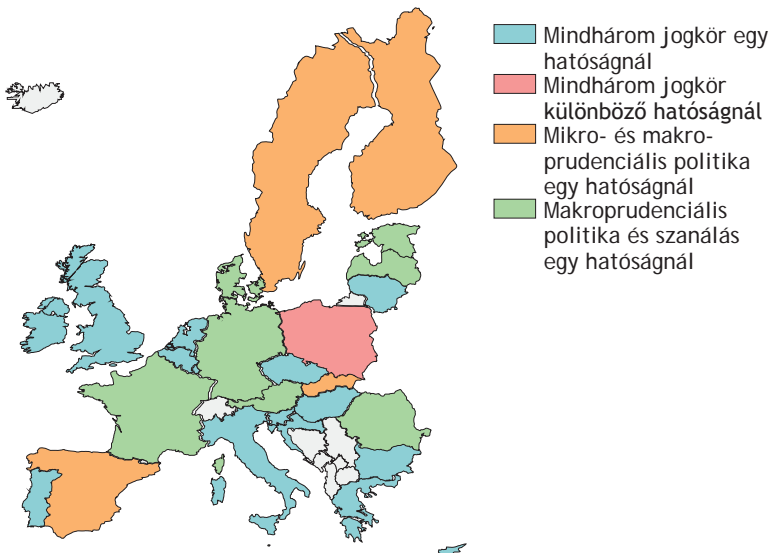 Mindhárom jogkör egy
hatóságnál
Mindhárom jogkör
különböző hatóságnál
Mikro- és makro-
prudenciális politika
egy hatóságnál
Makroprudenciális
politika és szanálás
egy hatóságnál